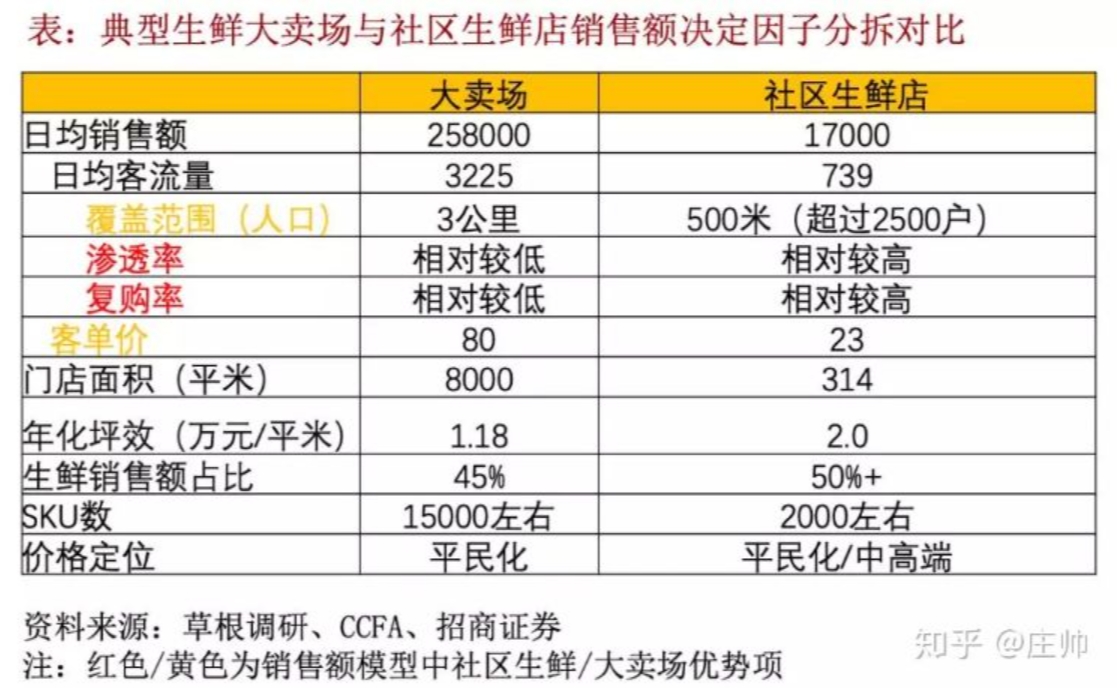 表：典型生鲜大卖场与社区生鲜店销售额决定因子分拆对比
大卖场 社区生鲜店
日均销售额 258000 17000
日均客流量 3225 739
覆盖范围（人口） 3公里 500米（超过2500户）
渗透率 相对较低 相对较高
复购率 相对较低 相对较高
客单价 80 23
门店面积（平米） 8000 314
年化坪效（万元/平米） 1.18 2.0
生鲜销售额占比 45% 50%+
SKU数 15000左右 2000左右
价格定位 平民化 平民化/中高端
资料来源：草根调研、CCFA、招商证券
注：红色/黄色为销售额模型中社区生鲜/大卖场优势项
知乎 @庄帅